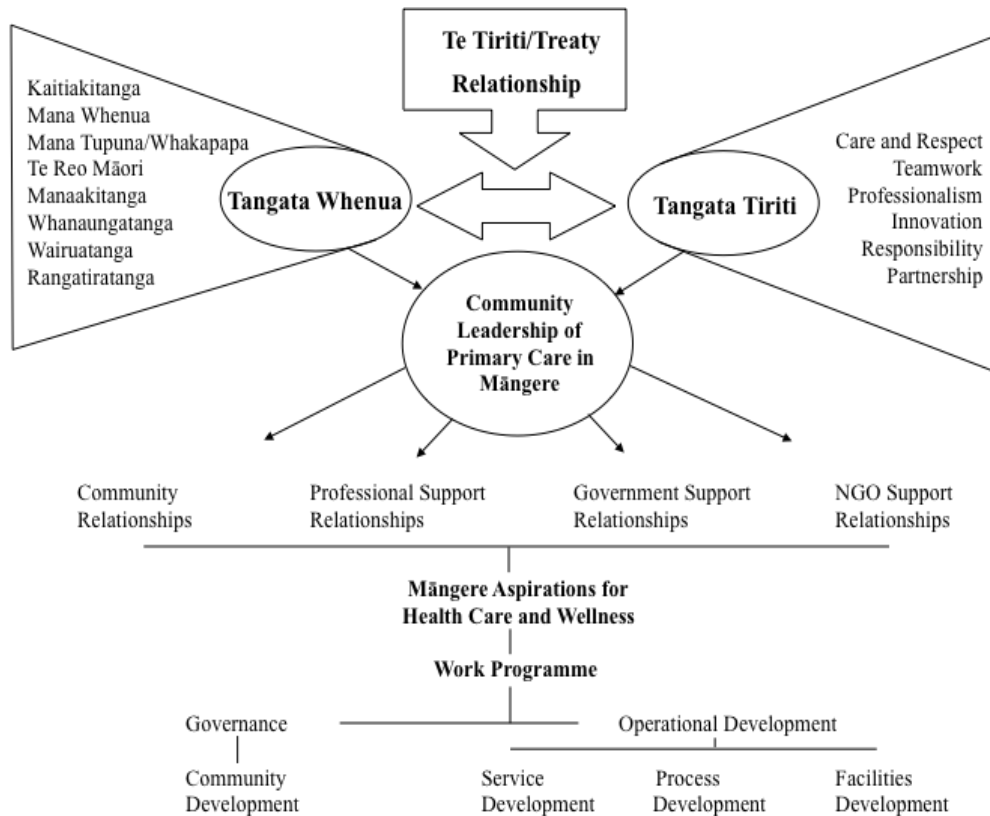 Te Tiriti/Treaty
Relationship
Kaitiakitanga
Mana Whenua
Mana Tupuna/Whakapapa
Te Reo Māori
Manaakitanga
Whanaungatanga
Wairuatanga
Rangatiratanga
Tangata Whenua
Tangata Tiriti
Care and Respect
Teamwork
Professionalism
Innovation
Responsibility
Partnership
Community
Leadership of
Primary Care in
Māngere
Community
Relationships
Professional Support
Relationships
Government Support
Relationships
NGO Support
Relationships
Māngere Aspirations for
Health Care and Wellness
Work Programme
Governance
Operational Development
Community
Development
Service
Development
Process
Development
Facilities
Development